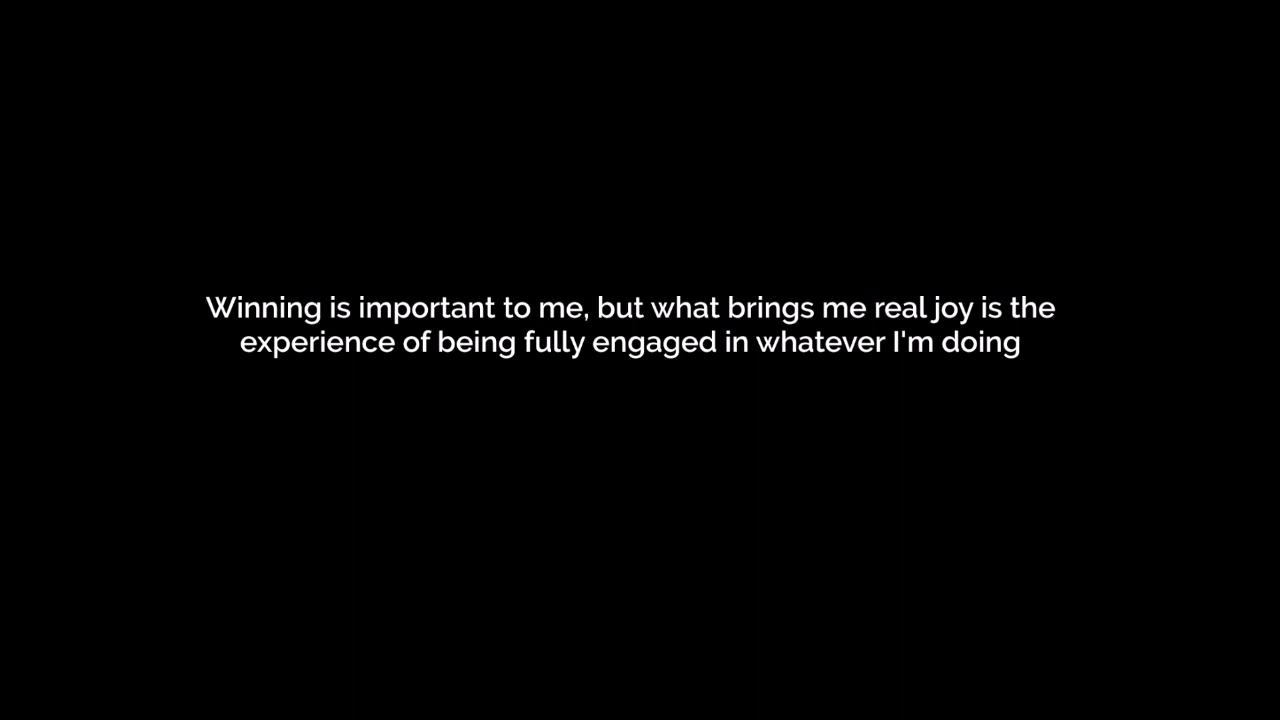 Winning is important to me, but what brings me real joy is the
experience of being fully engaged in whatever I'm doing